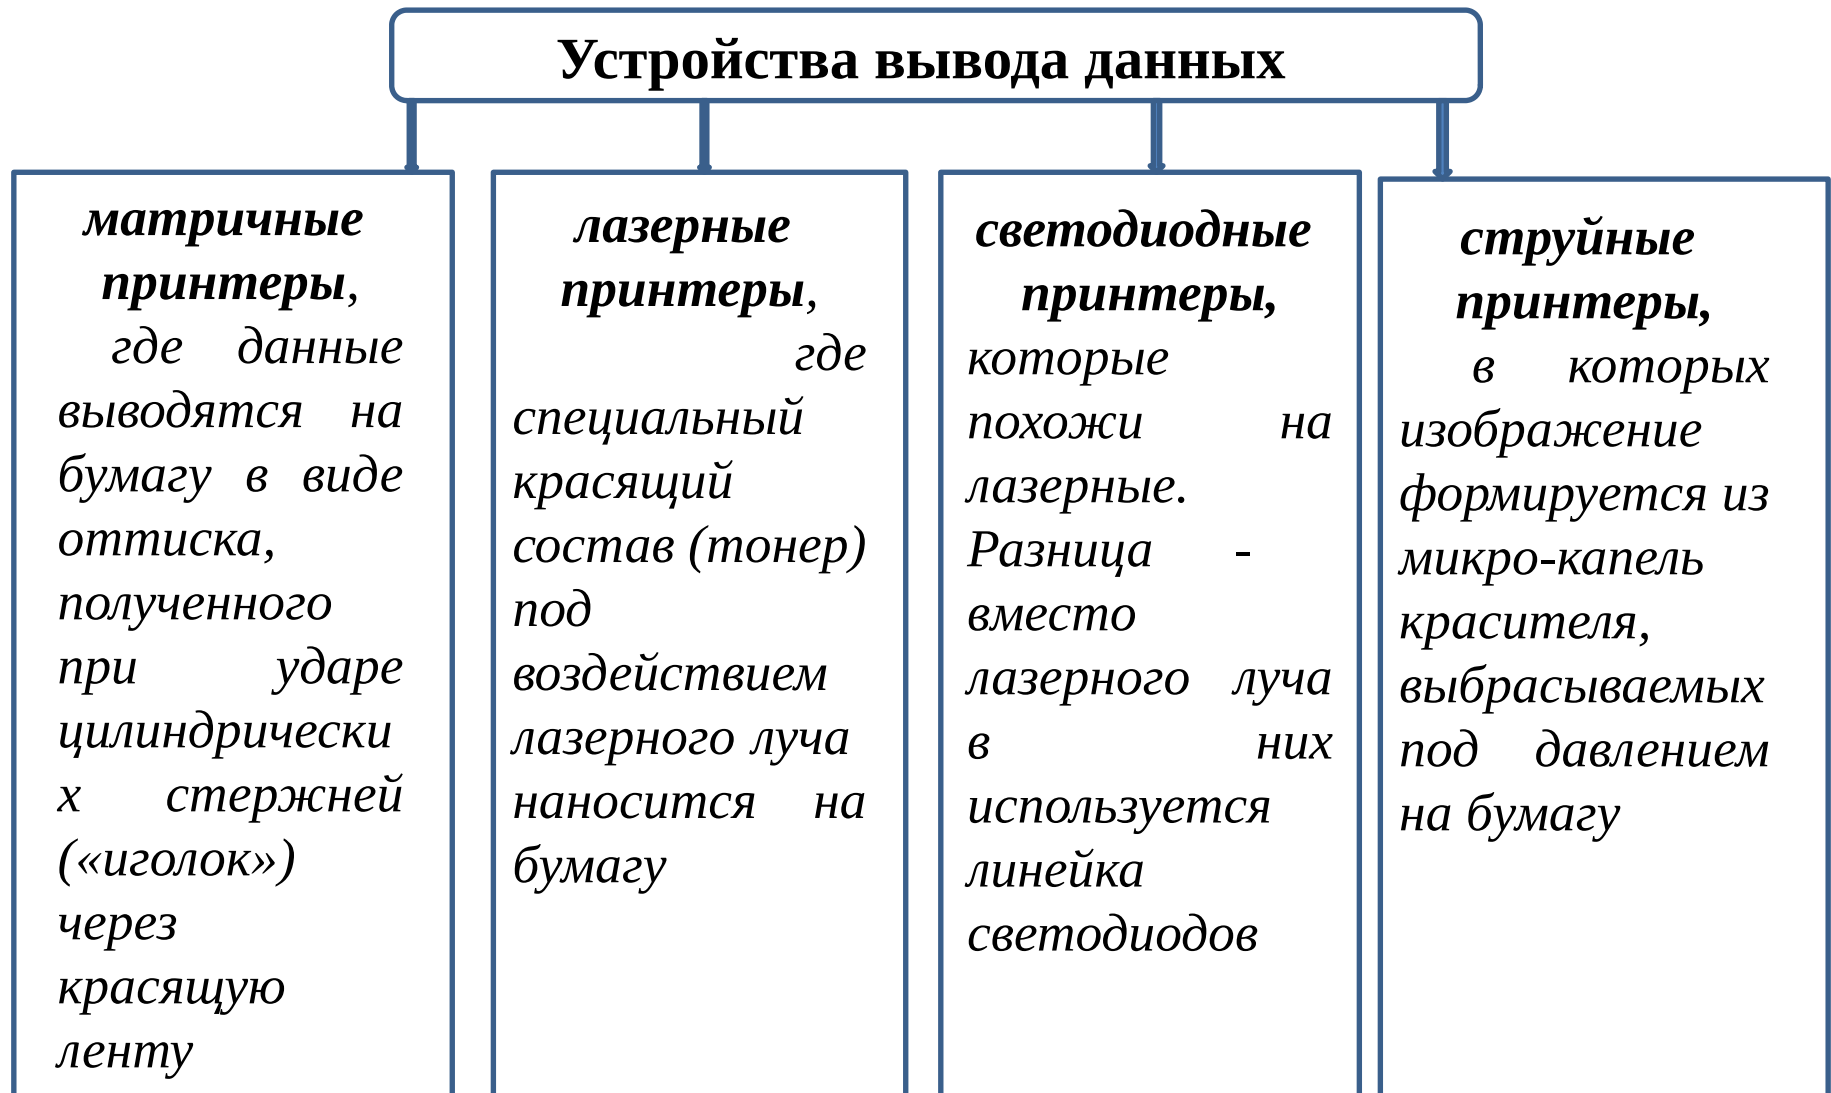 Устройства вывода данных
матричные
принтеры,
где данные
выводятся на
бумагу в виде
оттиска,
полученного
при ударе
цилиндрически
х стержней
(«иголок»)
через
красящую
ленту
лазерные
принтеры,
где
специальный
красящий
состав (тонер)
под
воздействием
лазерного луча
наносится на
бумагу
светодиодные
принтеры,
которые
похожи на
лазерные.
Разница -
вместо
лазерного луча
в них
используется
линейка
светодиодов
струйные
принтеры,
в которых
изображение
формируется из
микро-капель
красителя,
выбрасываемых
под давлением
на бумагу